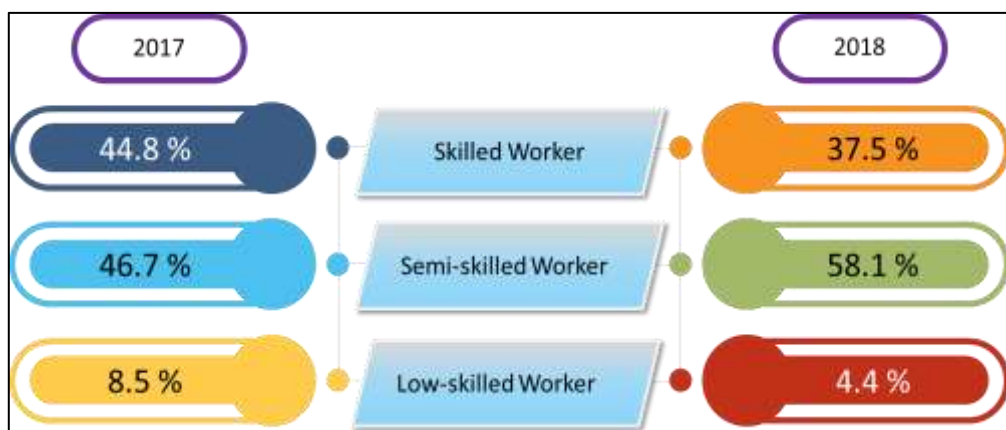 2017
2018
44.8 %
Skilled Worker
37.5 %
46.7 %
Semi-skilled Worker
58.1 %
8.5 %
Low-skilled Worker
4.4 %